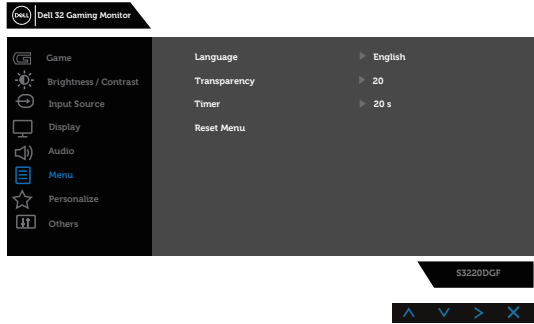 DELL Dell 32 Gaming Monitor
Game
Brightness / Contrast
Input Source
Display
Audio
Menu
Personalize
Others
Language English
Transparency 20
Timer 20 s
Reset Menu
S3220DGF